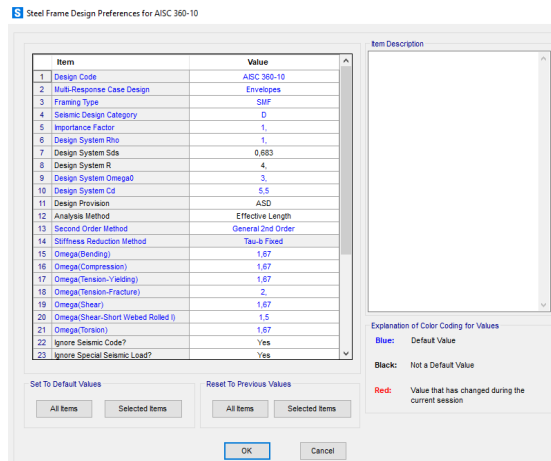 S Steel Frame Design Preferences for AISC 360-10
Item Value
1 Design Code AISC 360-10
2 Multi-Response Case Design Envelopes
3 Framing Type SMF
4 Seismic Design Category D
5 Importance Factor 1,
6 Design System Rho 1,
7 Design System Sds 0,683
8 Design System R 4,
9 Design System Omega0 3,
10 Design System Cd 5,5
11 Design Provision ASD
12 Analysis Method Effective Length
13 Second Order Method General 2nd Order
14 Stiffness Reduction Method Tau-b Fixed
15 Omega(Bending) 1,67
16 Omega(Compression) 1,67
17 Omega(Tension-Yielding) 1,67
18 Omega(Tension-Fracture) 2,
19 Omega(Shear) 1,67
20 Omega(Shear-Short Webed Rolled I) 1,5
21 Omega(Torsion) 1,67
22 Ignore Seismic Code? Yes
23 Ignore Special Seismic Load? Yes
Set To Default Values
All Items Selected Items
Reset To Previous Values
All Items Selected Items
Item Description
Explanation of Color Coding for Values
Blue: Default Value
Black: Not a Default Value
Red: Value that has changed during the
current session
OK Cancel